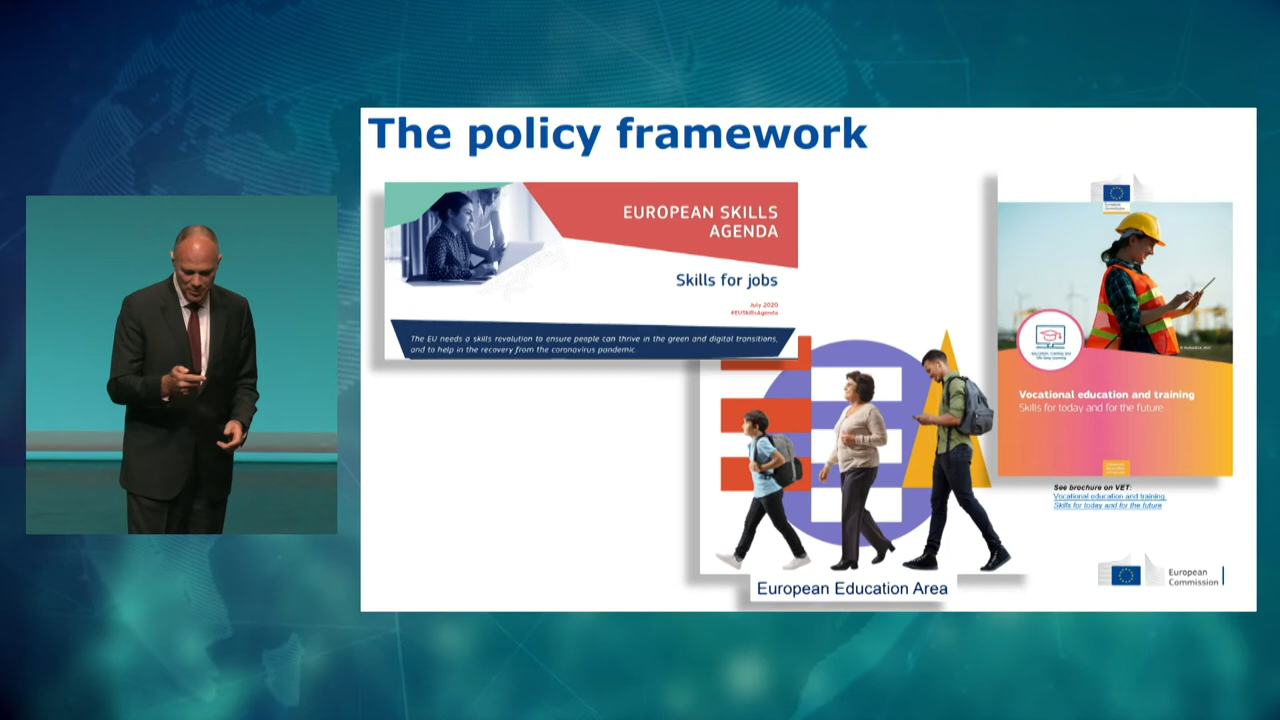 The policy framework
EUROPEAN SKILLS
AGENDA
Skills for jobs
July 2020
#EUSkillsAgenda
The EU needs a skills revolution to ensure people can thrive in the green and digital transitions,
and to help in the recovery from the coronavirus pandemic.
European Education Area
European
Commission
Vocational education and training
Skills for today and for the future
See brochure on VET:
Vocational education and training
Skills for today and for the future
European
Commission